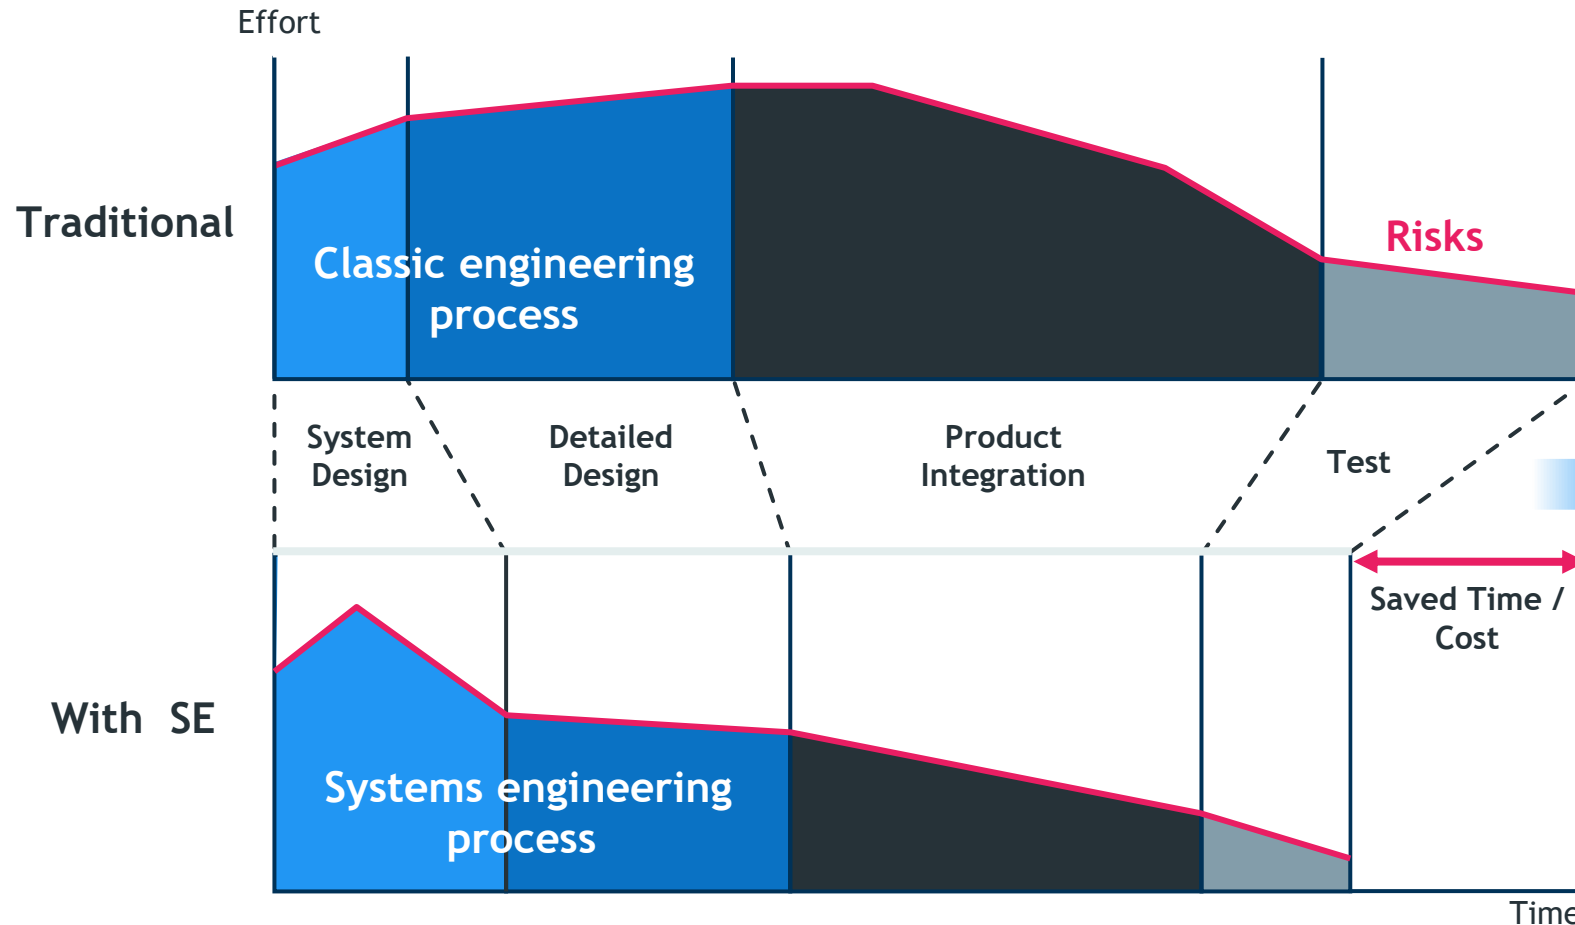 Effort
Traditional
Classic engineering
process
Risks
System
Design
Detailed
Design
Product
Integration
Test
Saved Time /
Cost
With SE
Systems engineering
process
Time